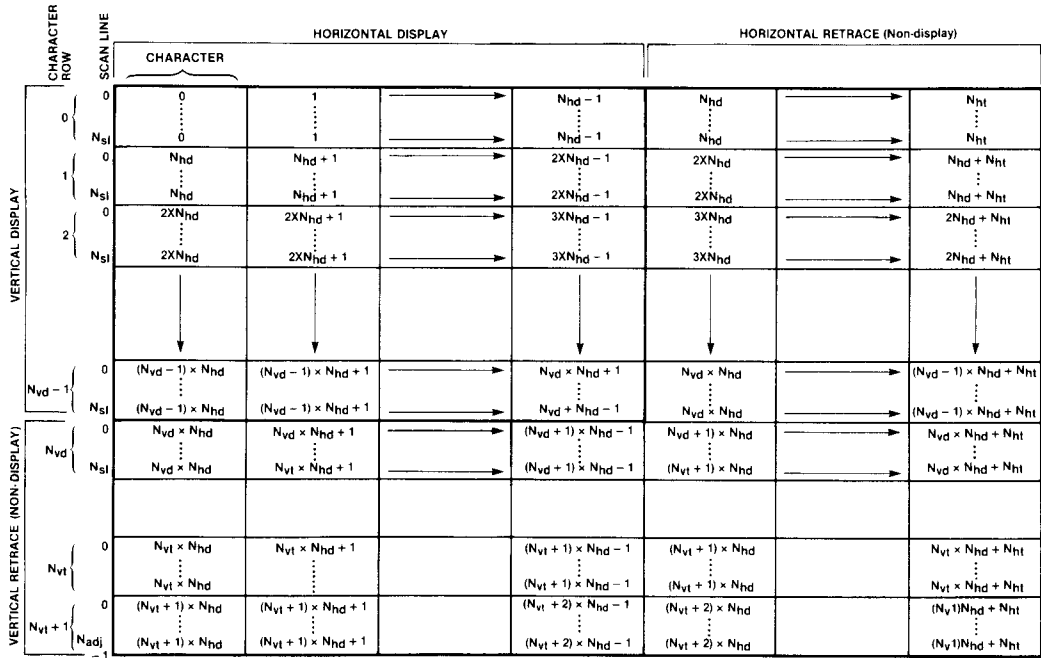 HORIZONTAL DISPLAY HORIZONTAL RETRACE (Non-display)
CHARACTER ROW SCAN LINE CHARACTER
VERTICAL DISPLAY
0 0 0 1 Nhd – 1 Nhd Nht
Nsl 0 1 Nhd – 1 Nhd Nht
1 0 Nhd Nhd + 1 2XNhd – 1 2XNhd Nhd + Nht
Nsl Nhd Nhd + 1 2XNhd – 1 2XNhd Nhd + Nht
2 0 2XNhd 2XNhd + 1 3XNhd – 1 3XNhd 2Nhd + Nht
Nsl 2XNhd 2XNhd + 1 3XNhd – 1 3XNhd 2Nhd + Nht
Nvd – 1 0 (Nvd – 1) × Nhd (Nvd – 1) × Nhd + 1 Nvd × Nhd + 1 Nvd × Nhd (Nvd – 1) × Nhd + Nht
Nsl (Nvd – 1) × Nhd (Nvd – 1) × Nhd + 1 Nvd + Nhd – 1 Nvd × Nhd (Nvd – 1) × Nhd + Nht
VERTICAL RETRACE (NON-DISPLAY)
Nvd 0 Nvd × Nhd Nvd × Nhd + 1 (Nvd + 1) × Nhd – 1 Nvd + 1) × Nhd Nvd × Nhd + Nht
Nsl Nvd × Nhd Nvt × Nhd + 1 (Nvd + 1) × Nhd – 1 (Nvt + 1) × Nhd Nvd × Nhd + Nht
Nvt 0 Nvt × Nhd Nvt × Nhd + 1 (Nvt + 1) × Nhd – 1 (Nvt + 1) × Nhd Nvt × Nhd + Nht
Nvt × Nhd (Nvt + 1) × Nhd – 1 (Nvt + 1) × Nhd Nvt × Nhd + Nht
Nvt + 1 0 (Nvt + 1) × Nhd (Nvt + 1) × Nhd + 1 (Nvt + 2) × Nhd – 1 (Nvt + 2) × Nhd (Nv1)Nhd + Nht
Nadj – 1 (Nvt + 1) × Nhd (Nvt + 1) × Nhd + 1 (Nvt + 2) × Nhd – 1 (Nvt + 2) × Nhd (Nv1)Nhd + Nht